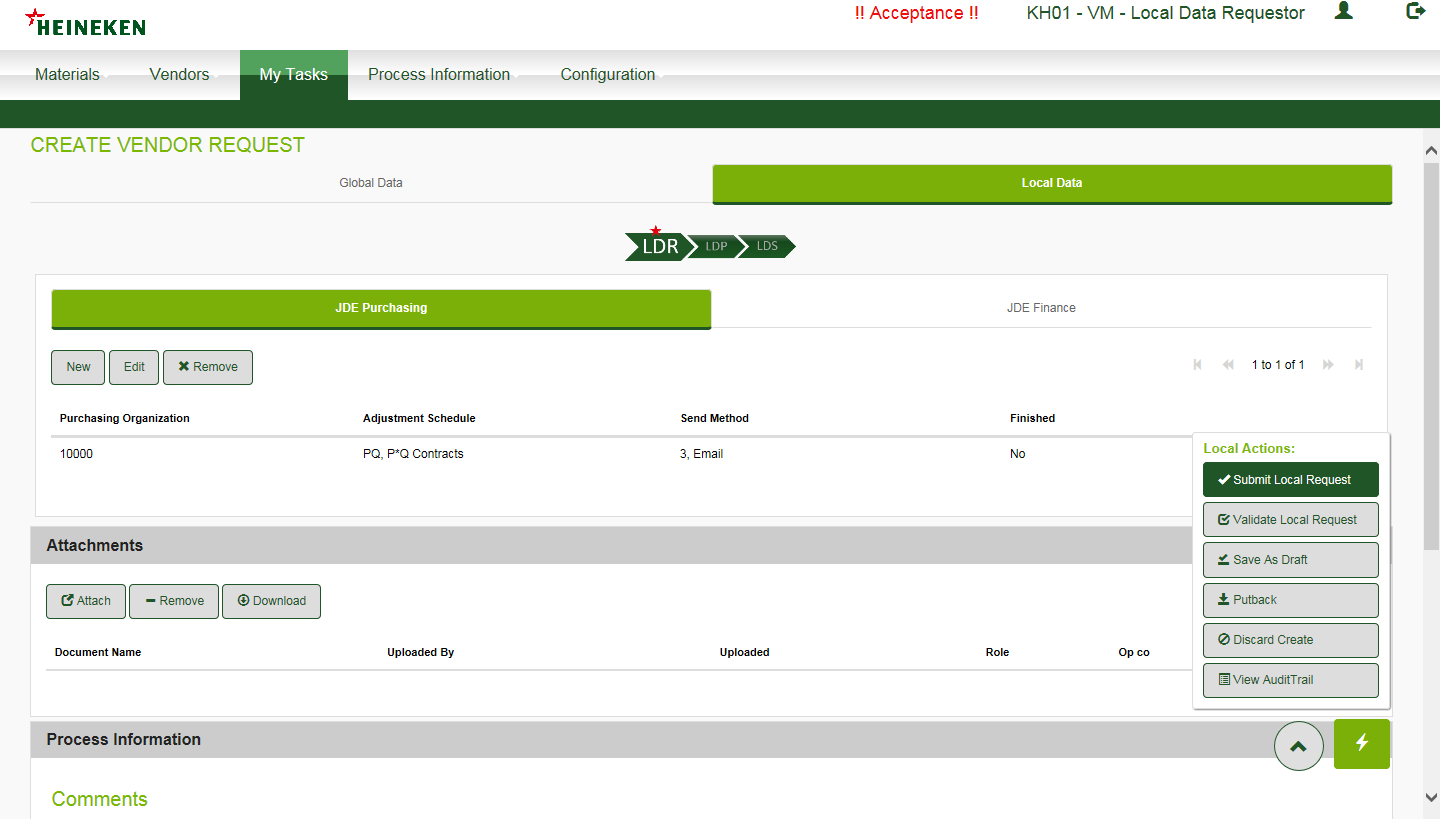 HEINEKEN
!! Acceptance !! KH01 - VM - Local Data Requestor
Materials Vendors My Tasks Process Information Configuration
CREATE VENDOR REQUEST
Global Data Local Data
LDR LDP LDS
JDE Purchasing JDE Finance
New Edit Remove 1 to 1 of 1
Purchasing Organization Adjustment Schedule Send Method Finished
10000 PQ, P*Q Contracts 3, Email No
Local Actions:
Submit Local Request
Validate Local Request
Save As Draft
Putback
Discard Create
View AuditTrail
Attachments
Attach Remove Download
Document Name Uploaded By Uploaded Role Op co
Process Information
Comments